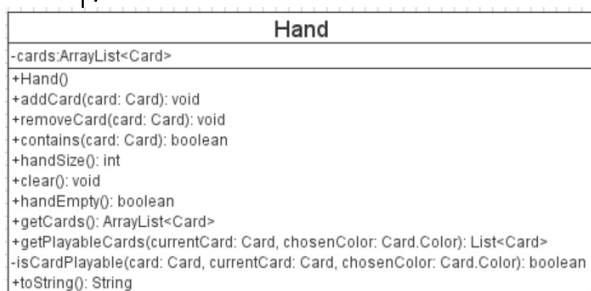 Hand
-cards:ArrayList<Card>
+Hand()
+addCard(card: Card): void
+removeCard(card: Card): void
+contains(card: Card): boolean
+handSize(): int
+clear(): void
+handEmpty(): boolean
+getCards(): ArrayList<Card>
+getPlayableCards(currentCard: Card, chosenColor: Card.Color): List<Card>
-isCardPlayable(card: Card, currentCard: Card, chosenColor: Card.Color): boolean
+toString(): String